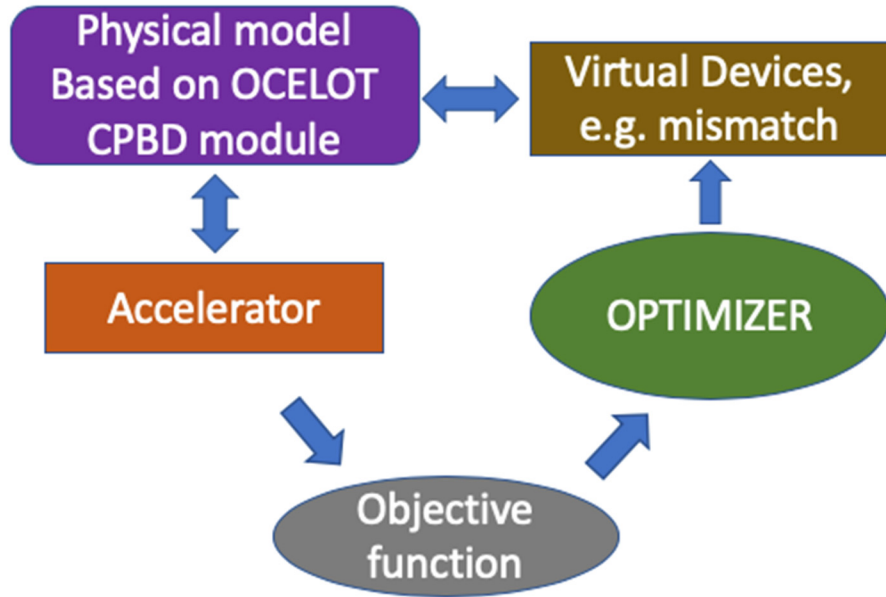 Physical model
Based on OCELOT
CPBD module
Virtual Devices,
e.g. mismatch
Accelerator
OPTIMIZER
Objective
function